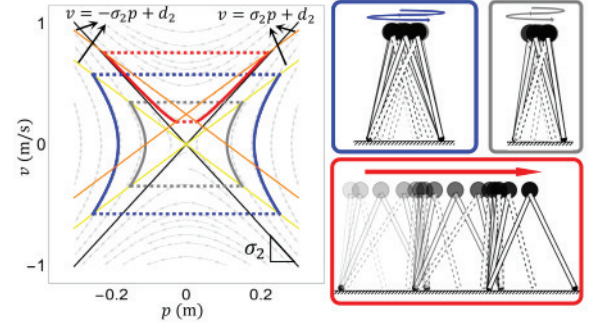 v = -σ₂p + d₂
v = σ₂p + d₂
1
0
-1
v (m/s)
σ₂
-0.2
0
0.2
p (m)